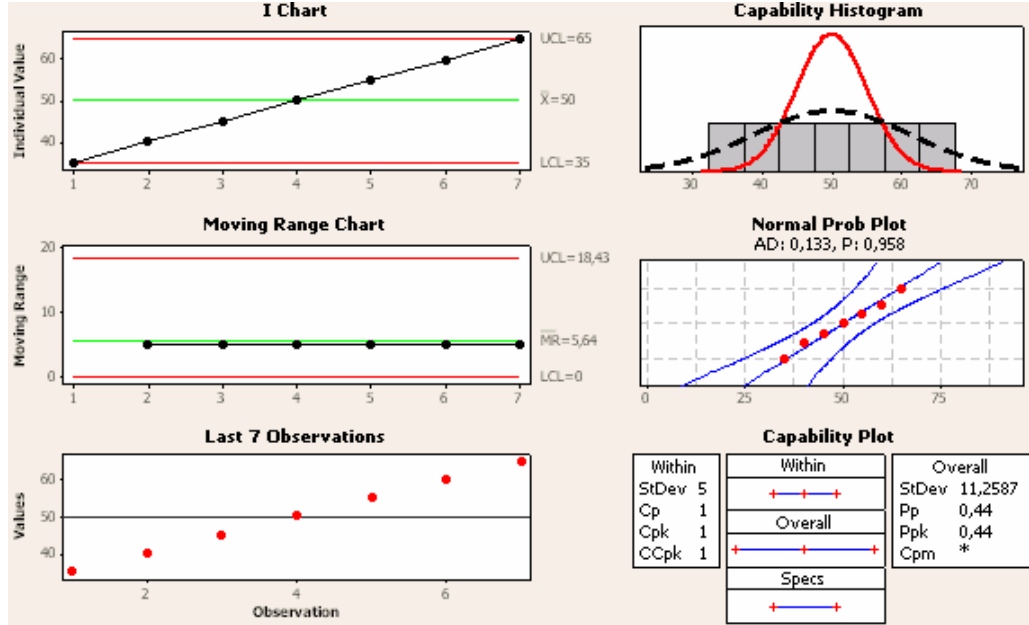 I Chart
Individual Value
60
50
40
1 2 3 4 5 6 7
UCL=65
X=50
LCL=35
Capability Histogram
30 40 50 60 70
Moving Range Chart
Moving Range
20
10
0
1 2 3 4 5 6 7
UCL=18,43
MR=5,64
LCL=0
Normal Prob Plot
AD: 0,133, P: 0,958
0 25 50 75
Last 7 Observations
Values
60
50
40
2 4 6
Observation
Capability Plot
Within
StDev 5
Cp 1
Cpk 1
CCpk 1
Within
Overall
Specs
Overall
StDev 11,2587
Pp 0,44
Ppk 0,44
Cpm *